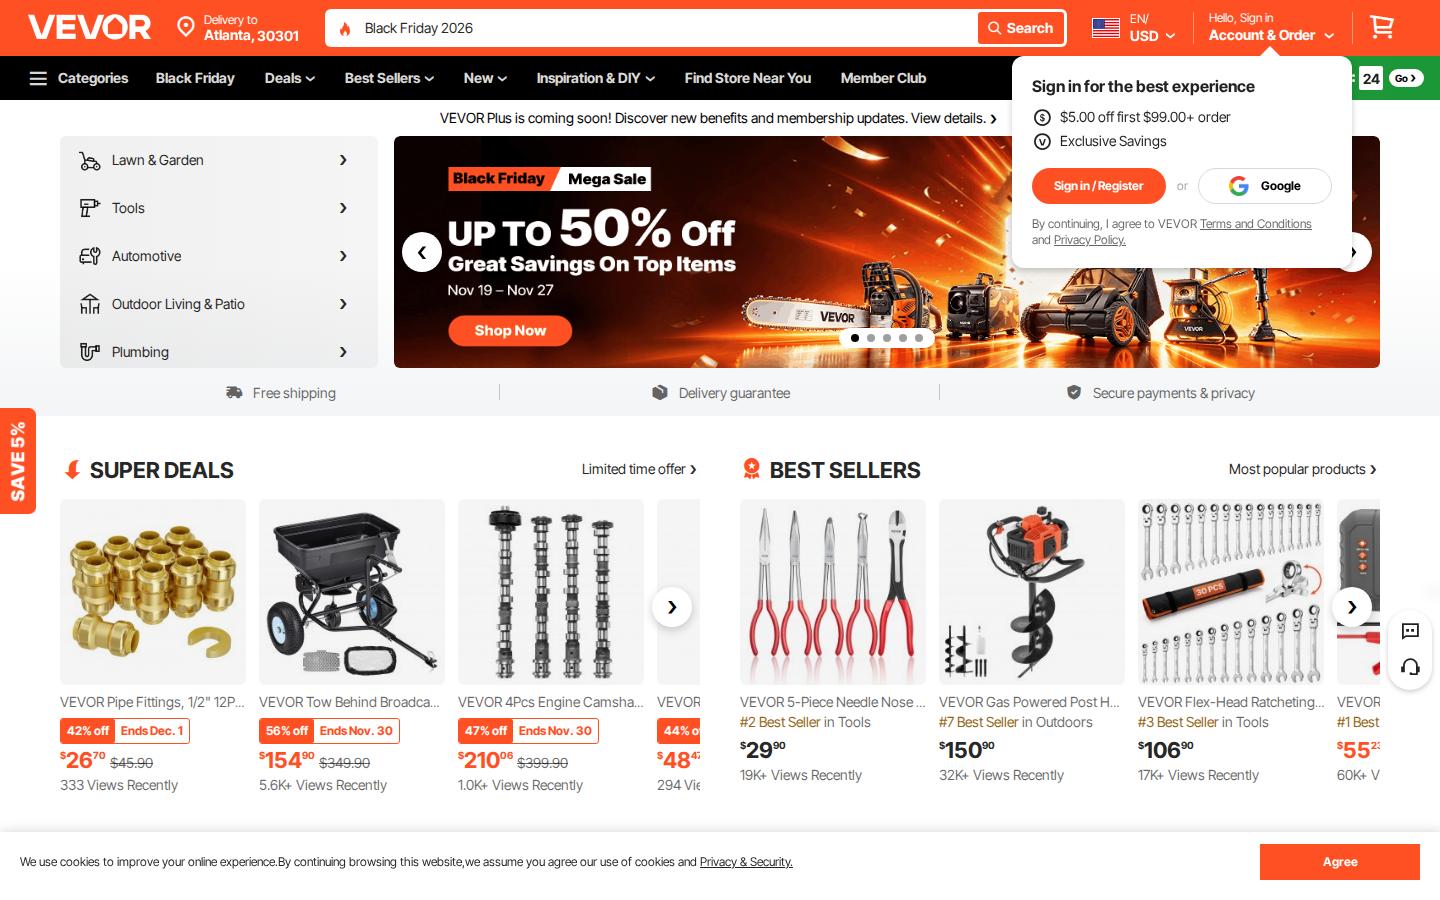 VEVOR
Delivery to
Atlanta, 30301
Black Friday 2026
Search
EN/
USD
Hello, Sign in
Account & Order
Categories
Black Friday
Deals
Best Sellers
New
Inspiration & DIY
Find Store Near You
Member Club
: 24
Go
Sign in for the best experience
$5.00 off first $99.00+ order
Exclusive Savings
Sign in / Register
or
Google
By continuing, I agree to VEVOR Terms and Conditions
and Privacy Policy.
VEVOR Plus is coming soon! Discover new benefits and membership updates. View details.
Lawn & Garden
Tools
Automotive
Outdoor Living & Patio
Plumbing
Black Friday Mega Sale
UP TO 50% Off
Great Savings On Top Items
Nov 19 – Nov 27
Shop Now
VEVOR
VEVOR
Free shipping
Delivery guarantee
Secure payments & privacy
SAVE 5%
SUPER DEALS
Limited time offer
VEVOR Pipe Fittings, 1/2" 12P...
42% off Ends Dec. 1
$26.70 $45.90
333 Views Recently
VEVOR Tow Behind Broadca...
56% off Ends Nov. 30
$154.90 $349.90
5.6K+ Views Recently
VEVOR 4Pcs Engine Camsha...
47% off Ends Nov. 30
$210.06 $399.90
1.0K+ Views Recently
VEVOR
44% o
$48
294 Vie
BEST SELLERS
Most popular products
VEVOR 5-Piece Needle Nose ...
#2 Best Seller in Tools
$29.90
19K+ Views Recently
VEVOR Gas Powered Post H...
#7 Best Seller in Outdoors
$150.90
32K+ Views Recently
30 PCS
VEVOR Flex-Head Ratcheting...
#3 Best Seller in Tools
$106.90
17K+ Views Recently
VEVOR
#1 Best
$55.23
60K+ V
We use cookies to improve your online experience.By continuing browsing this website,we assume you agree our use of cookies and Privacy & Security.
Agree